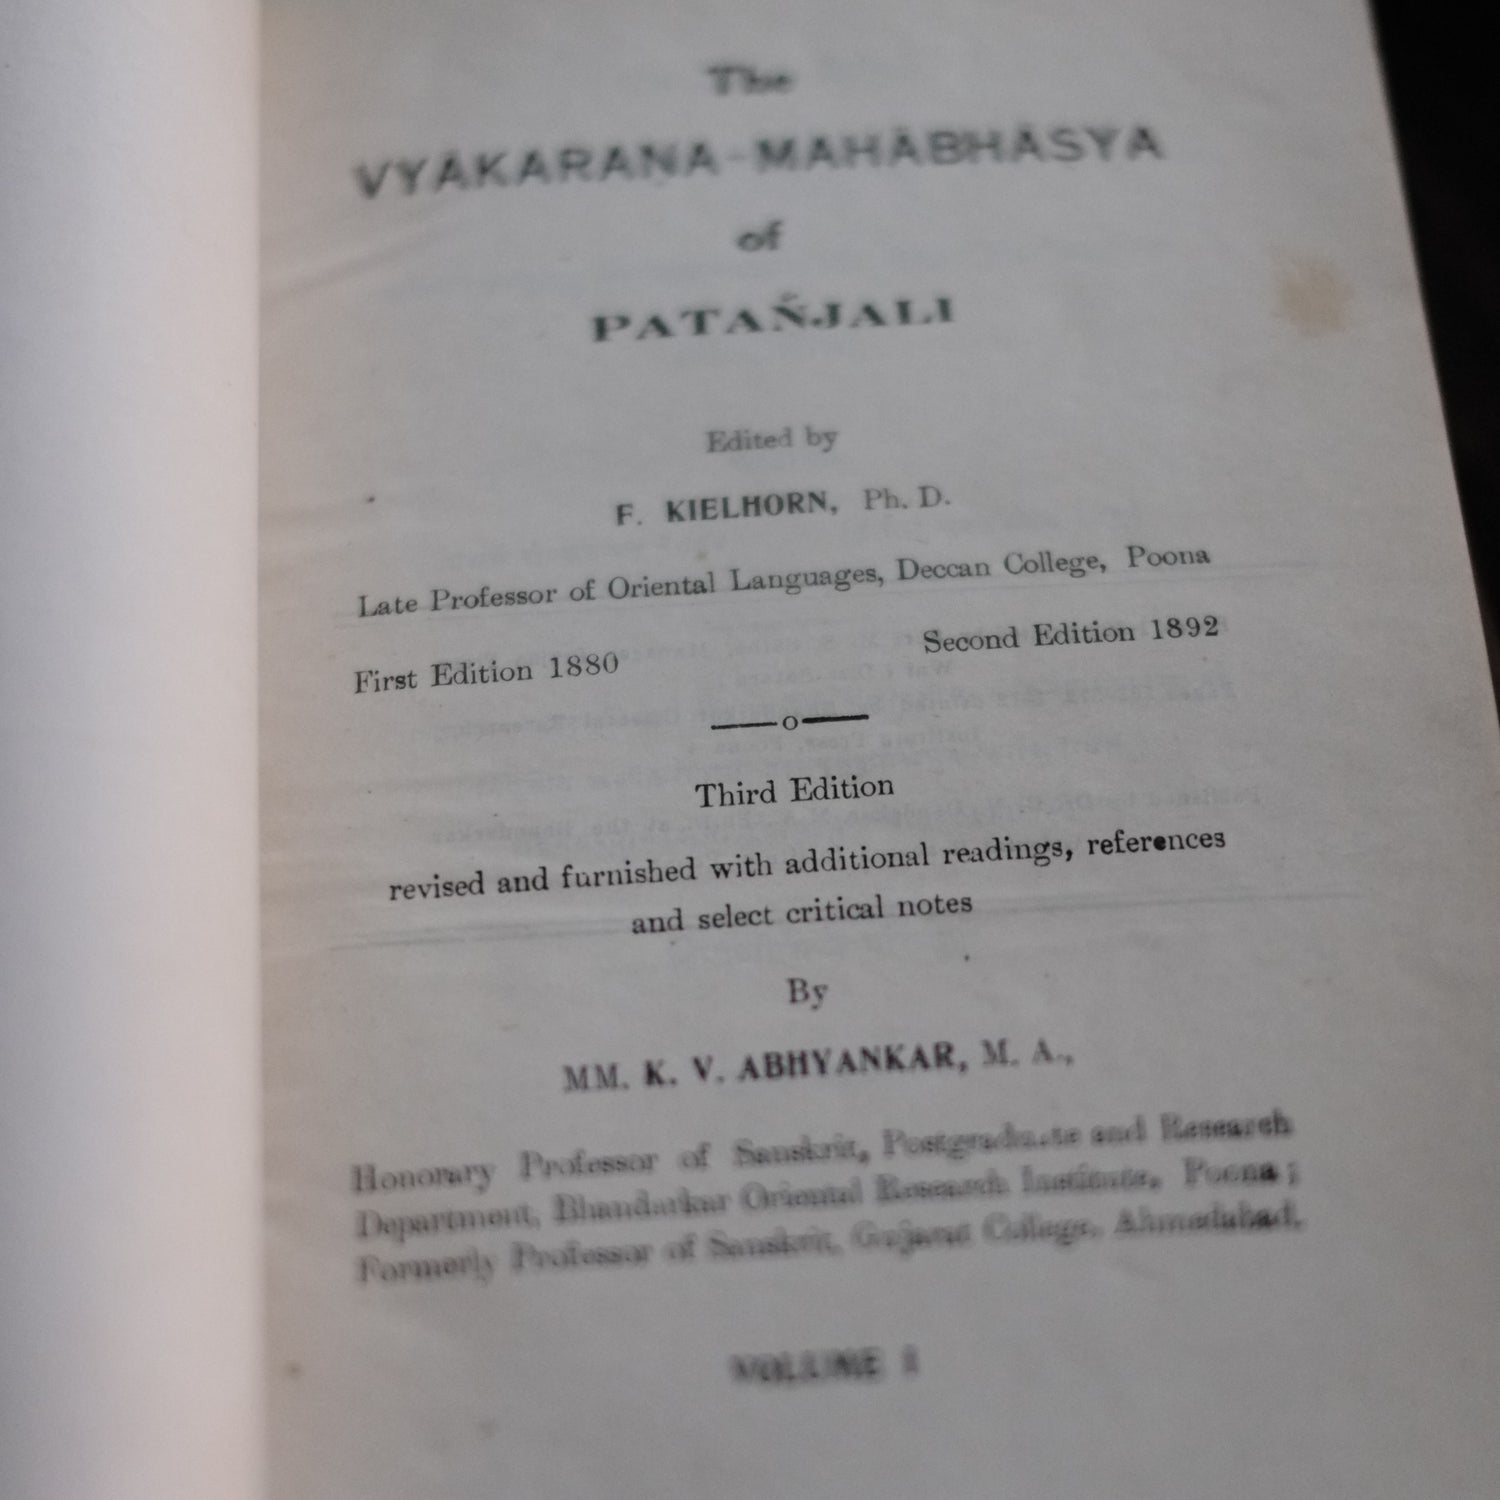 The
VYĀKARAṆA-MAHĀBHĀṢYA
of
PATAÑJALI
Edited by
F. KIELHORN, Ph. D.
Late Professor of Oriental Languages, Deccan College, Poona
First Edition 1880 Second Edition 1892
——o——
Third Edition
revised and furnished with additional readings, references
and select critical notes
By
MM. K. V. ABHYANKAR, M. A.,
Honorary Professor of Sanskrit, Postgraduate and Research
Department, Bhandarkar Oriental Research Institute, Poona ;
Formerly Professor of Sanskrit, Gujarat College, Ahmedabad.
VOLUME I